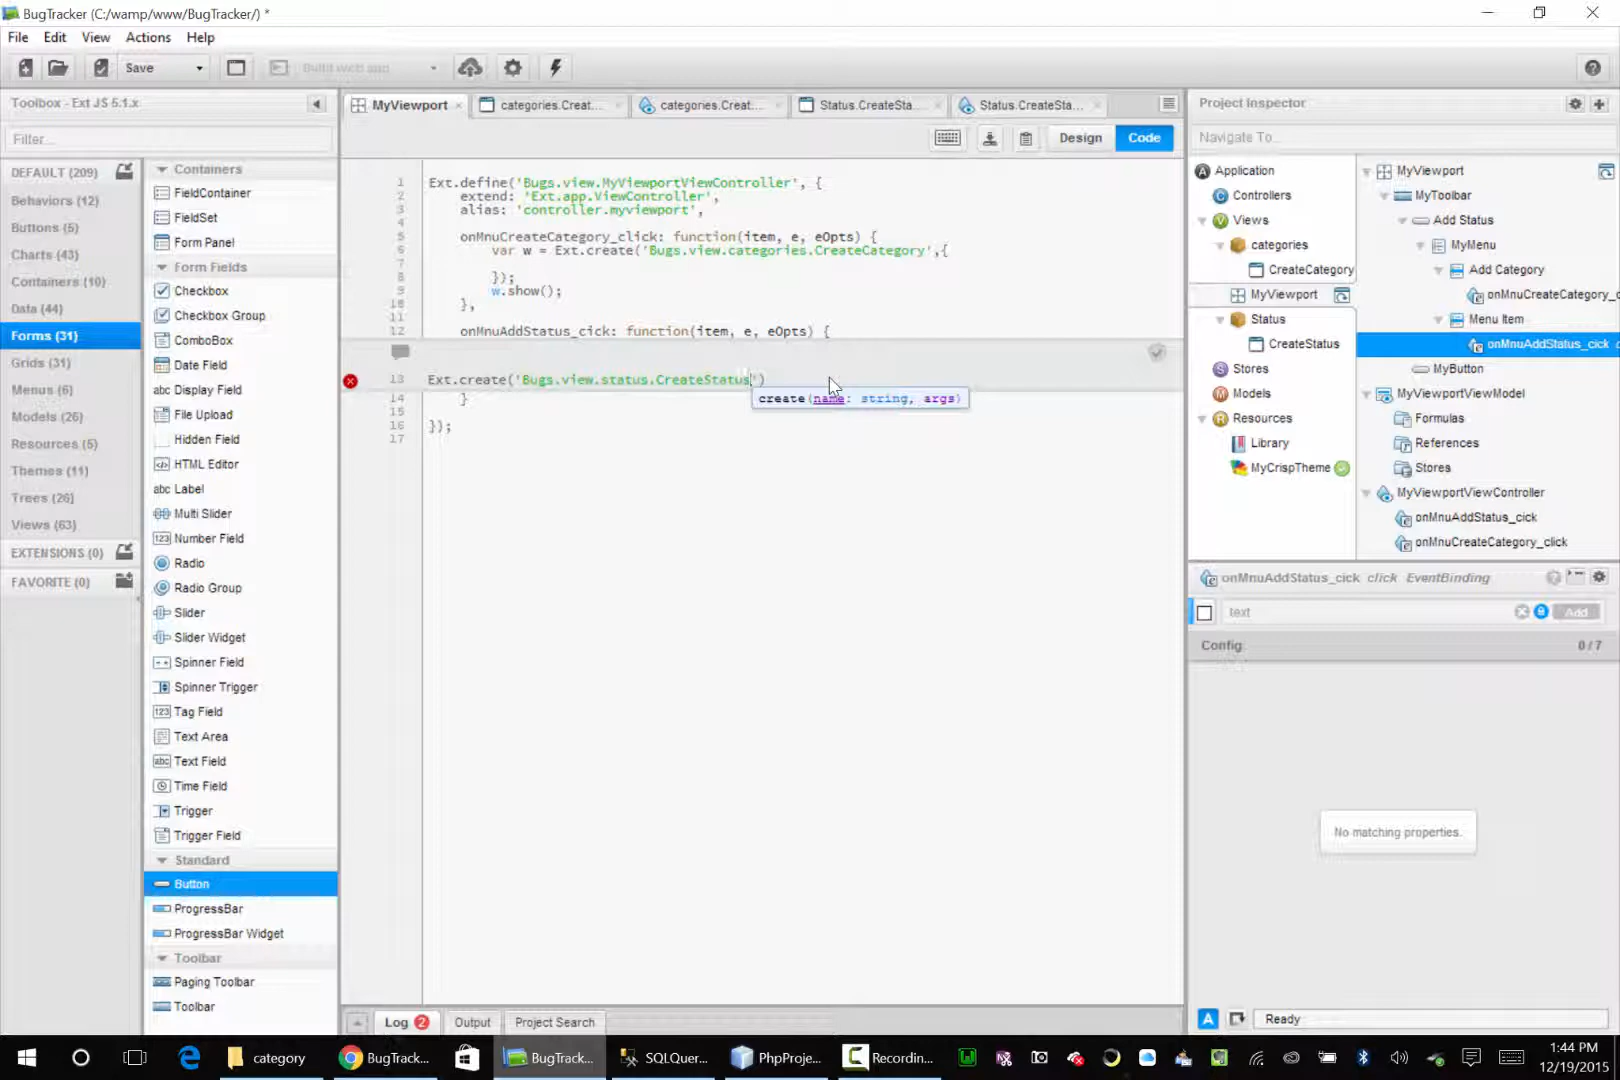 BugTracker (C:/wamp/www/BugTracker/) *
File Edit View Actions Help
Save Build web app
Toolbox - Ext JS 5.1.x
Filter...
DEFAULT (209)
Behaviors (12)
Buttons (5)
Charts (43)
Containers (10)
Data (44)
Forms (31)
Grids (31)
Menus (6)
Models (26)
Resources (5)
Themes (11)
Trees (26)
Views (63)
EXTENSIONS (0)
FAVORITE (0)
Containers
FieldContainer
FieldSet
Form Panel
Form Fields
Checkbox
Checkbox Group
ComboBox
Date Field
abc Display Field
File Upload
Hidden Field
HTML Editor
abc Label
Multi Slider
123 Number Field
Radio
Radio Group
Slider
Slider Widget
Spinner Field
Spinner Trigger
123 Tag Field
Text Area
abc Text Field
Time Field
Trigger
Trigger Field
Standard
Button
ProgressBar
ProgressBar Widget
Toolbar
Paging Toolbar
Toolbar
MyViewport × categories.Creat... × categories.Creat... × Status.CreateSta... × Status.CreateSta... ×
Design Code
1 Ext.define('Bugs.view.MyViewportViewController', {
2 extend: 'Ext.app.ViewController',
3 alias: 'controller.myviewport',
4
5 onMnuCreateCategory_click: function(item, e, eOpts) {
6 var w = Ext.create('Bugs.view.categories.CreateCategory',{
7
8 });
9 w.show();
10 },
11
12 onMnuAddStatus_cick: function(item, e, eOpts) {
13 Ext.create('Bugs.view.status.CreateStatus')
create(name: string, args)
14 }
15
16 });
17
Log 2 Output Project Search
Project Inspector
Navigate To...
Application
Controllers
Views
categories
CreateCategory
MyViewport
Status
CreateStatus
Stores
Models
Resources
Library
MyCrispTheme
MyViewport
MyToolbar
Add Status
MyMenu
Add Category
onMnuCreateCategory_c
Menu Item
onMnuAddStatus_cick
MyButton
MyViewportViewModel
Formulas
References
Stores
MyViewportViewController
onMnuAddStatus_cick
onMnuCreateCategory_click
onMnuAddStatus_cick click EventBinding
text Add
Config 0 / 7
No matching properties.
A Ready
category BugTrack... BugTrack... SQLQuer... PhpProje... Recordin...
1:44 PM
12/19/2015